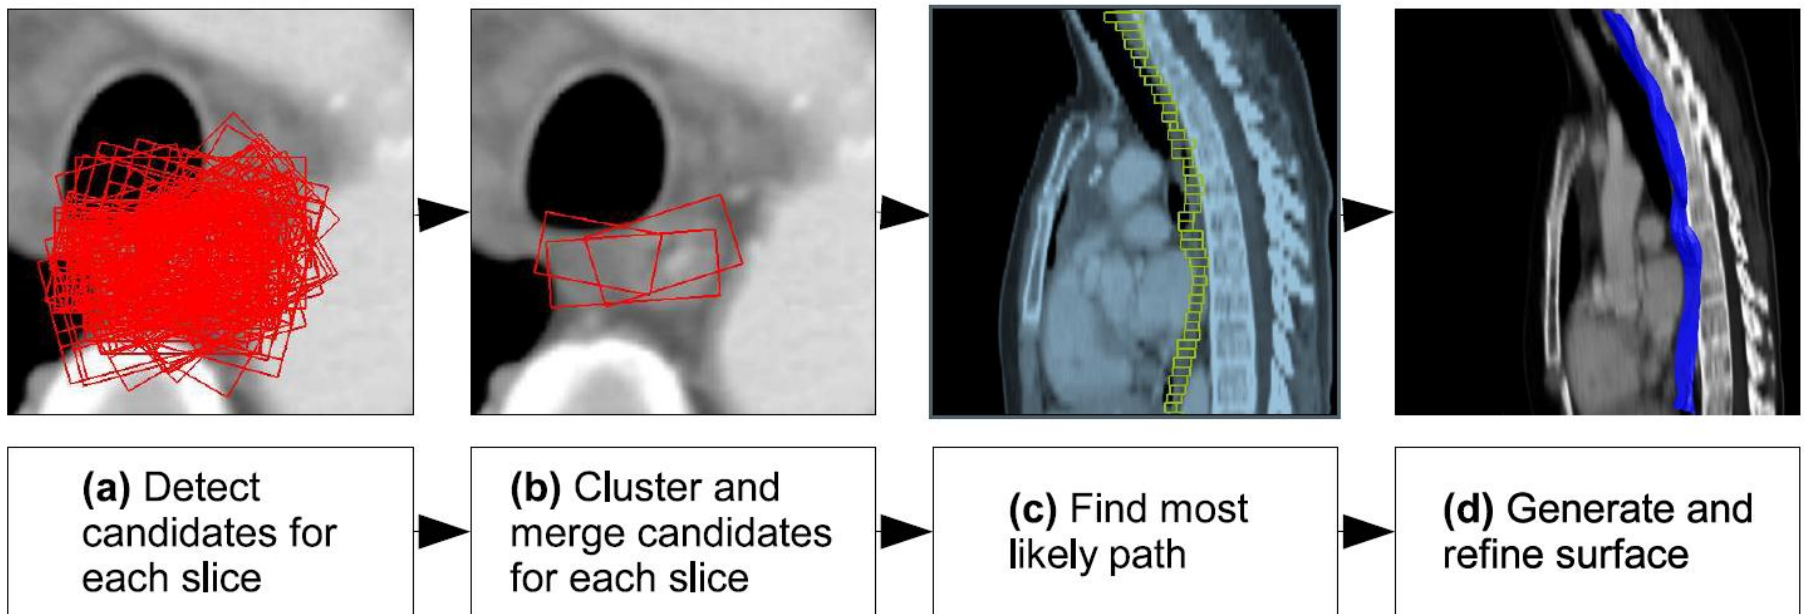 (a) Detect
candidates for
each slice
(b) Cluster and
merge candidates
for each slice
(c) Find most
likely path
(d) Generate and
refine surface